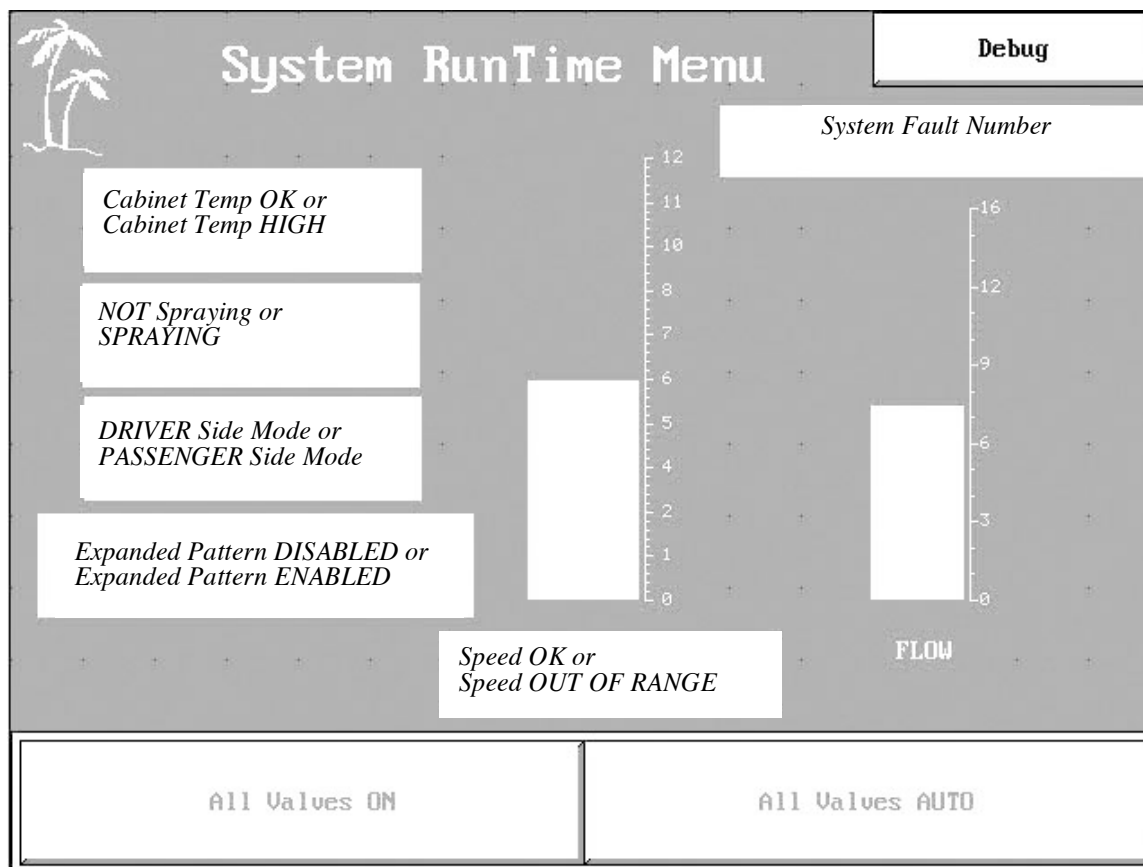 System RunTime Menu
Debug
System Fault Number
Cabinet Temp OK or
Cabinet Temp HIGH
NOT Spraying or
SPRAYING
DRIVER Side Mode or
PASSENGER Side Mode
Expanded Pattern DISABLED or
Expanded Pattern ENABLED
12
11
10
8
7
6
5
4
2
1
0
16
12
9
6
3
0
Speed OK or
Speed OUT OF RANGE
FLOW
All Valves ON
All Valves AUTO